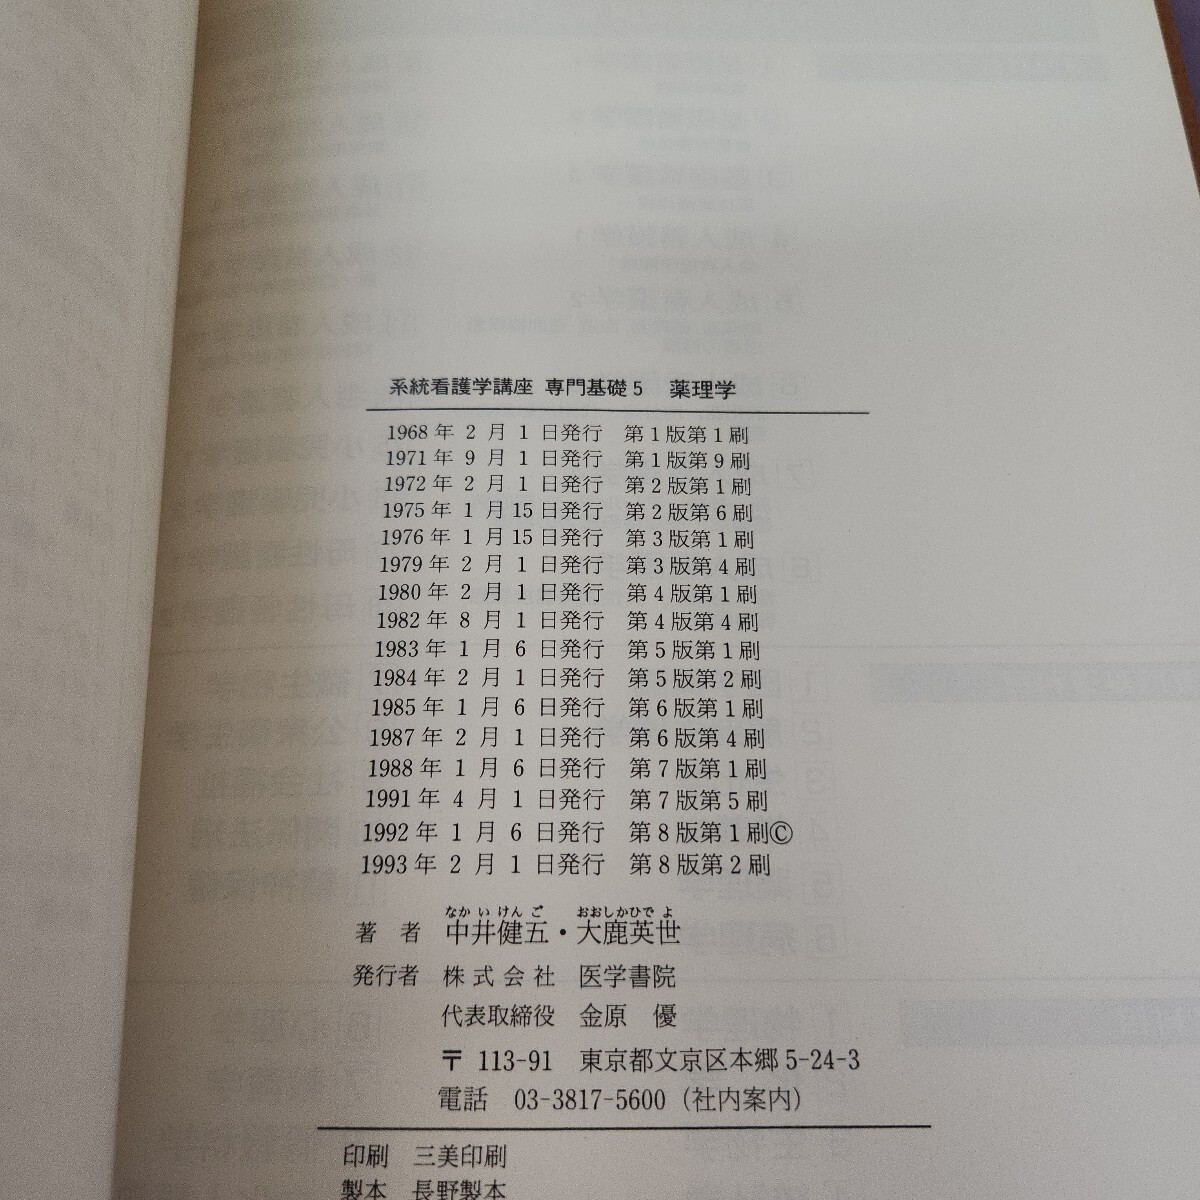 系統看護学講座 専門基礎5 薬理学
1968年 2 月 1 日発行 第1版第1刷
1971年 9 月 1 日発行 第1版第9刷
1972年 2 月 1 日発行 第2版第1刷
1975年 1 月15日発行 第2版第6刷
1976年 1 月15日発行 第3版第1刷
1979年 2 月 1 日発行 第3版第4刷
1980年 2 月 1 日発行 第4版第1刷
1982年 8 月 1 日発行 第4版第4刷
1983年 1 月 6 日発行 第5版第1刷
1984年 2 月 1 日発行 第5版第2刷
1985年 1 月 6 日発行 第6版第1刷
1987年 2 月 1 日発行 第6版第4刷
1988年 1 月 6 日発行 第7版第1刷
1991年 4 月 1 日発行 第7版第5刷
1992年 1 月 6 日発行 第8版第1刷©
1993年 2 月 1 日発行 第8版第2刷
なか い けん ご おおしかひで よ
著 者 中井健五・大鹿英世
発行者 株式会社 医学書院
代表取締役 金原 優
〒 113-91 東京都文京区本郷5-24-3
電話 03-3817-5600 (社内案内)
印刷 三美印刷
製本 長野製本